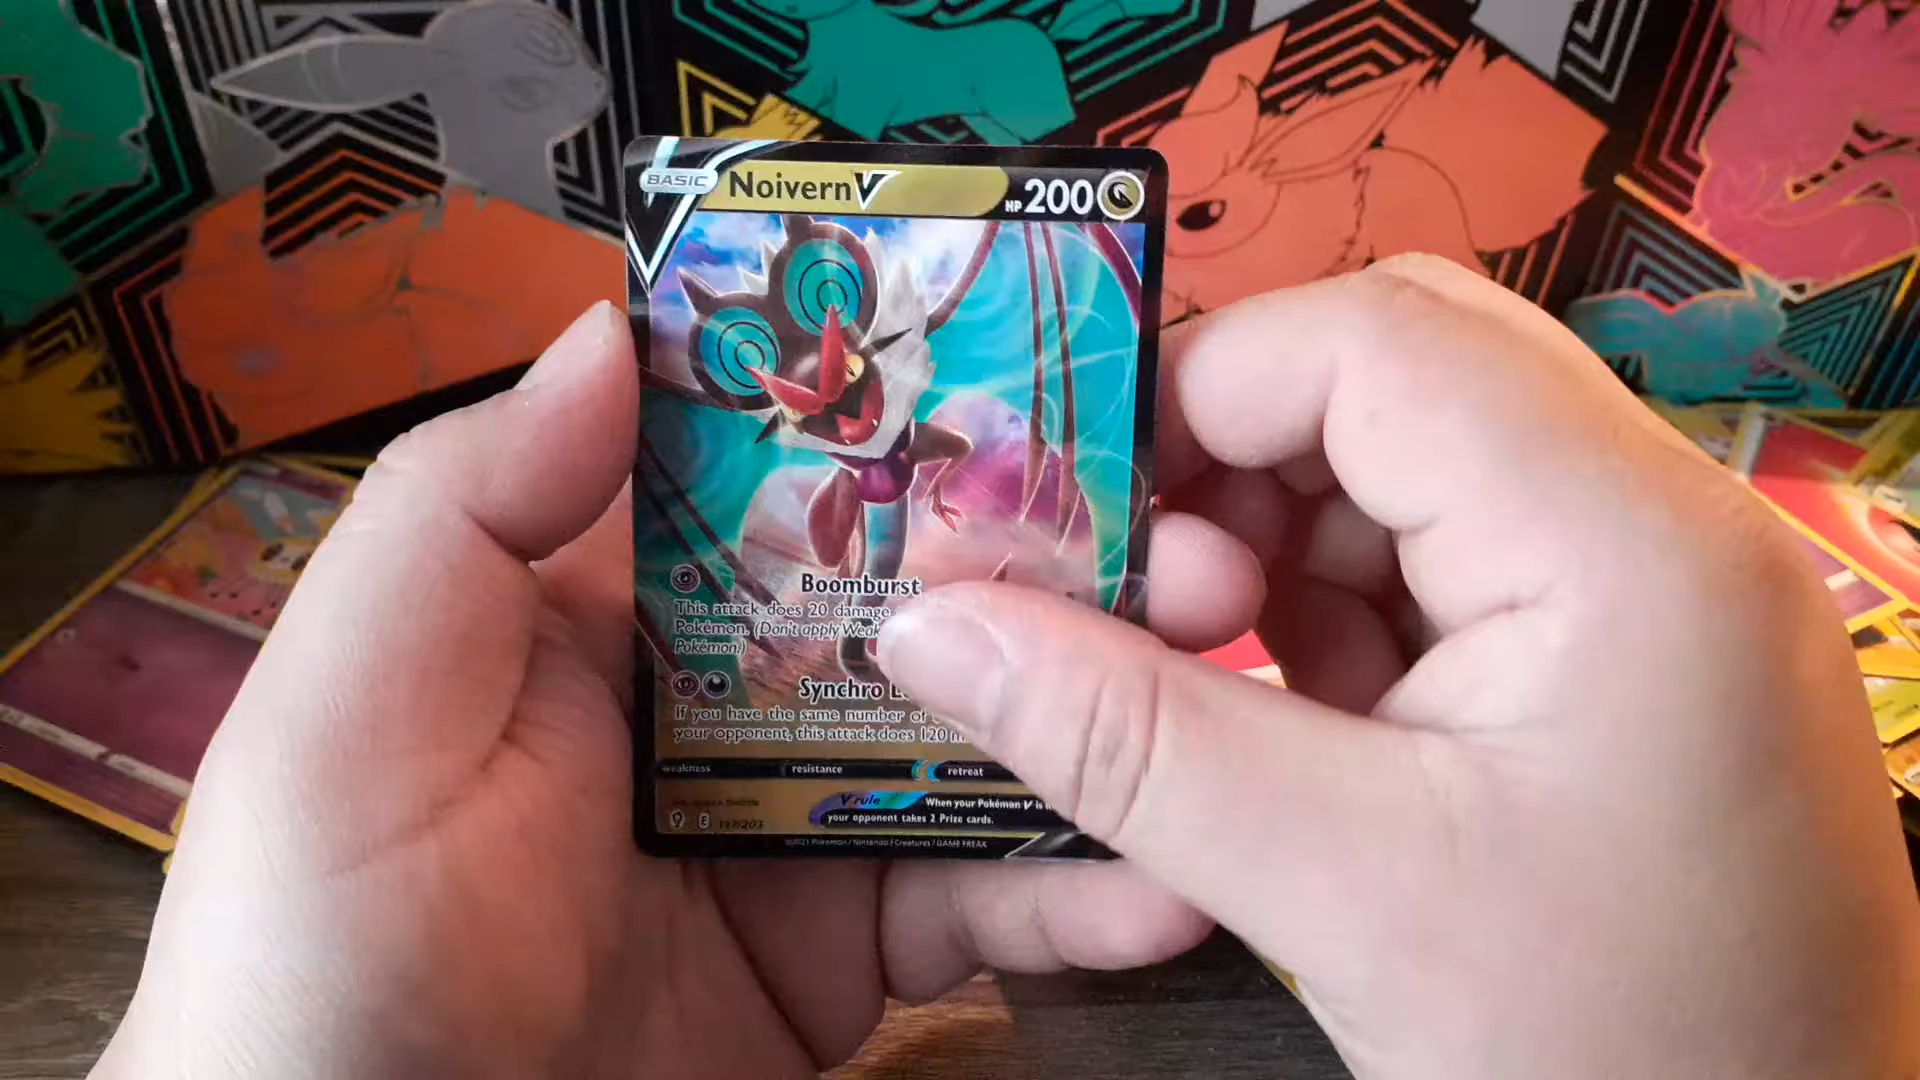 BASIC Noivern V HP 200
Boomburst
This attack does 20 damage
Pokémon. (Don't apply Weak
Pokémon.)
Synchro L
If you have the same number of
your opponent, this attack does 120 m
weakness resistance retreat
V rule When your Pokémon V is
your opponent takes 2 Prize cards.
E 117/203
©2021 Pokémon / Nintendo / Creatures / GAME FREAK